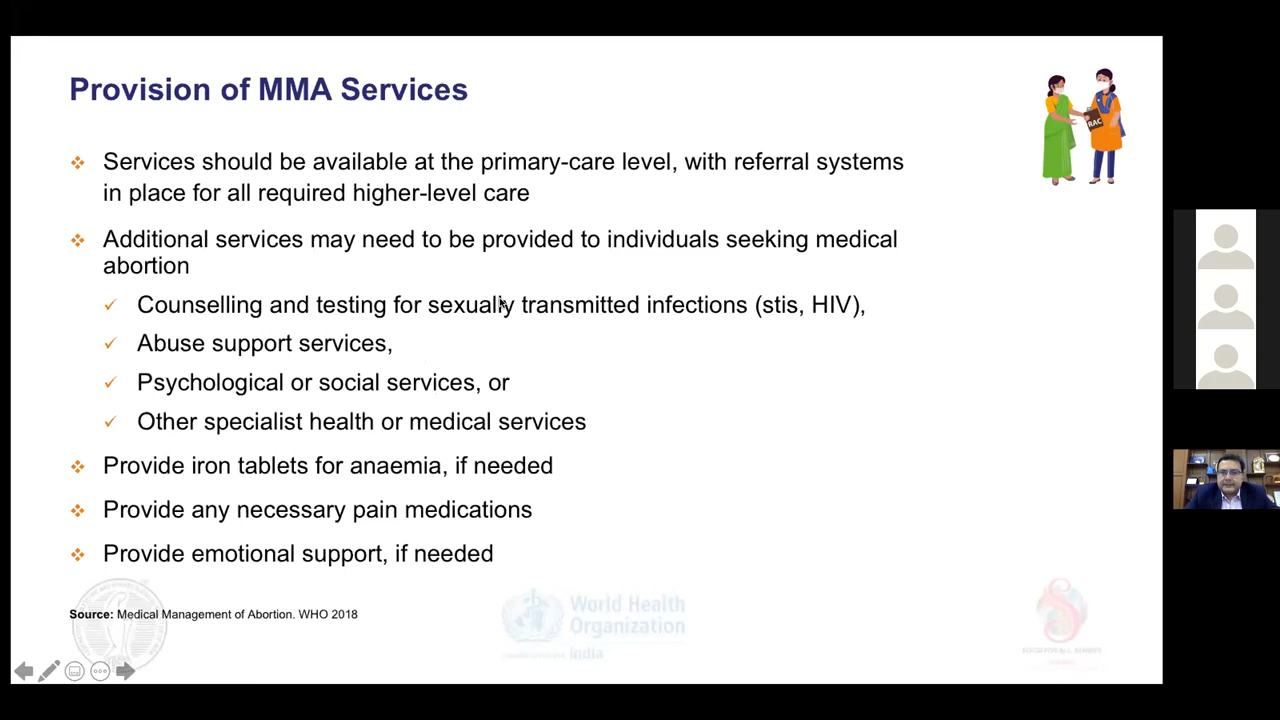 Provision of MMA Services
RAC
Services should be available at the primary-care level, with referral systems
in place for all required higher-level care
Additional services may need to be provided to individuals seeking medical
abortion
Counselling and testing for sexually transmitted infections (stis, HIV),
Abuse support services,
Psychological or social services, or
Other specialist health or medical services
Provide iron tablets for anaemia, if needed
Provide any necessary pain medications
Provide emotional support, if needed
Source: Medical Management of Abortion. WHO 2018
World Health
Organization
India